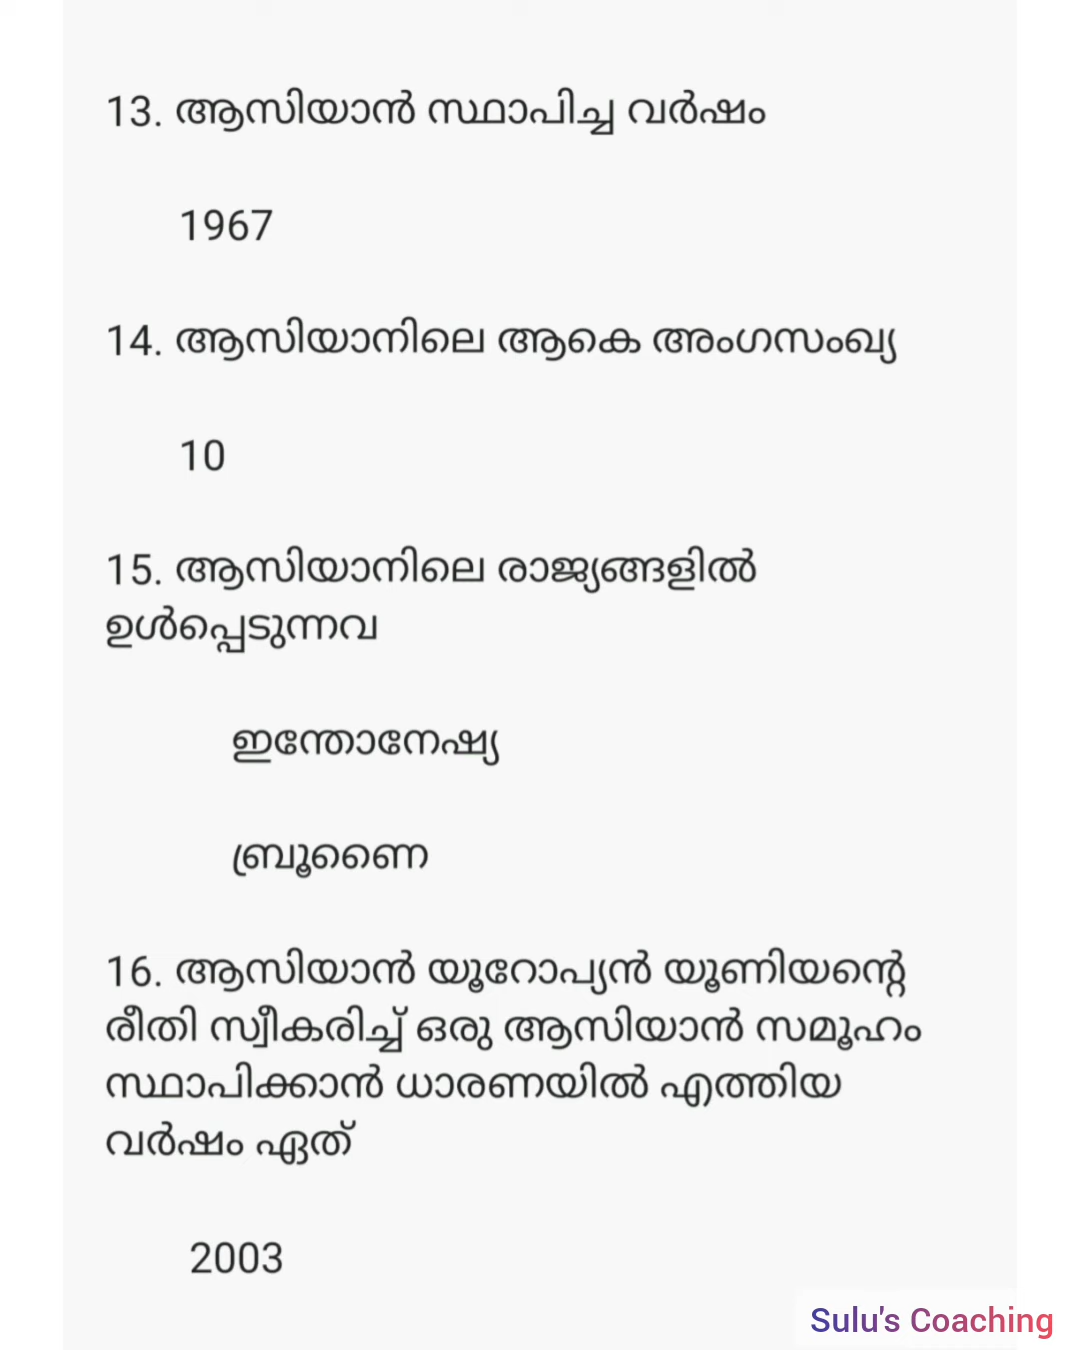 13. ആസിയാൻ സ്ഥാപിച്ച വർഷം
1967
14. ആസിയാനിലെ ആകെ അംഗസംഖ്യ
10
15. ആസിയാനിലെ രാജ്യങ്ങളിൽ
ഉൾപ്പെടുന്നവ
ഇന്തോനേഷ്യ
ബ്രൂണൈ
16. ആസിയാൻ യൂറോപ്യൻ യൂണിയന്റെ
രീതി സ്വീകരിച്ച് ഒരു ആസിയാൻ സമൂഹം
സ്ഥാപിക്കാൻ ധാരണയിൽ എത്തിയ
വർഷം ഏത്
2003
Sulu's Coaching